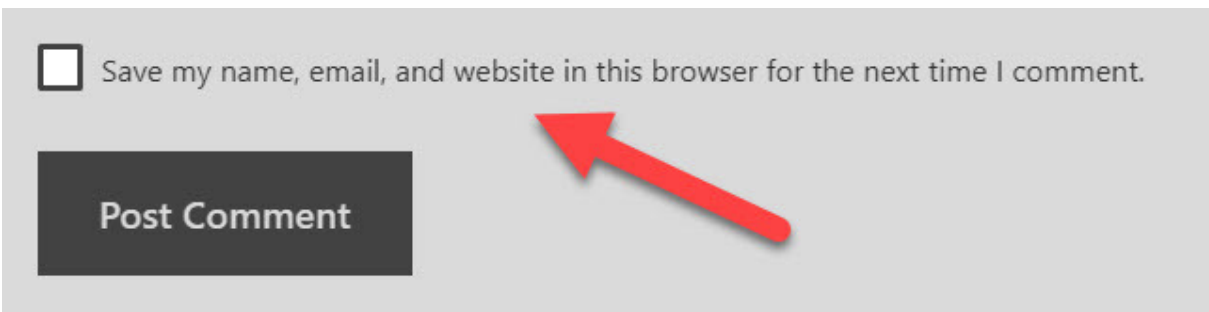 Save my name, email, and website in this browser for the next time I comment.
Post Comment